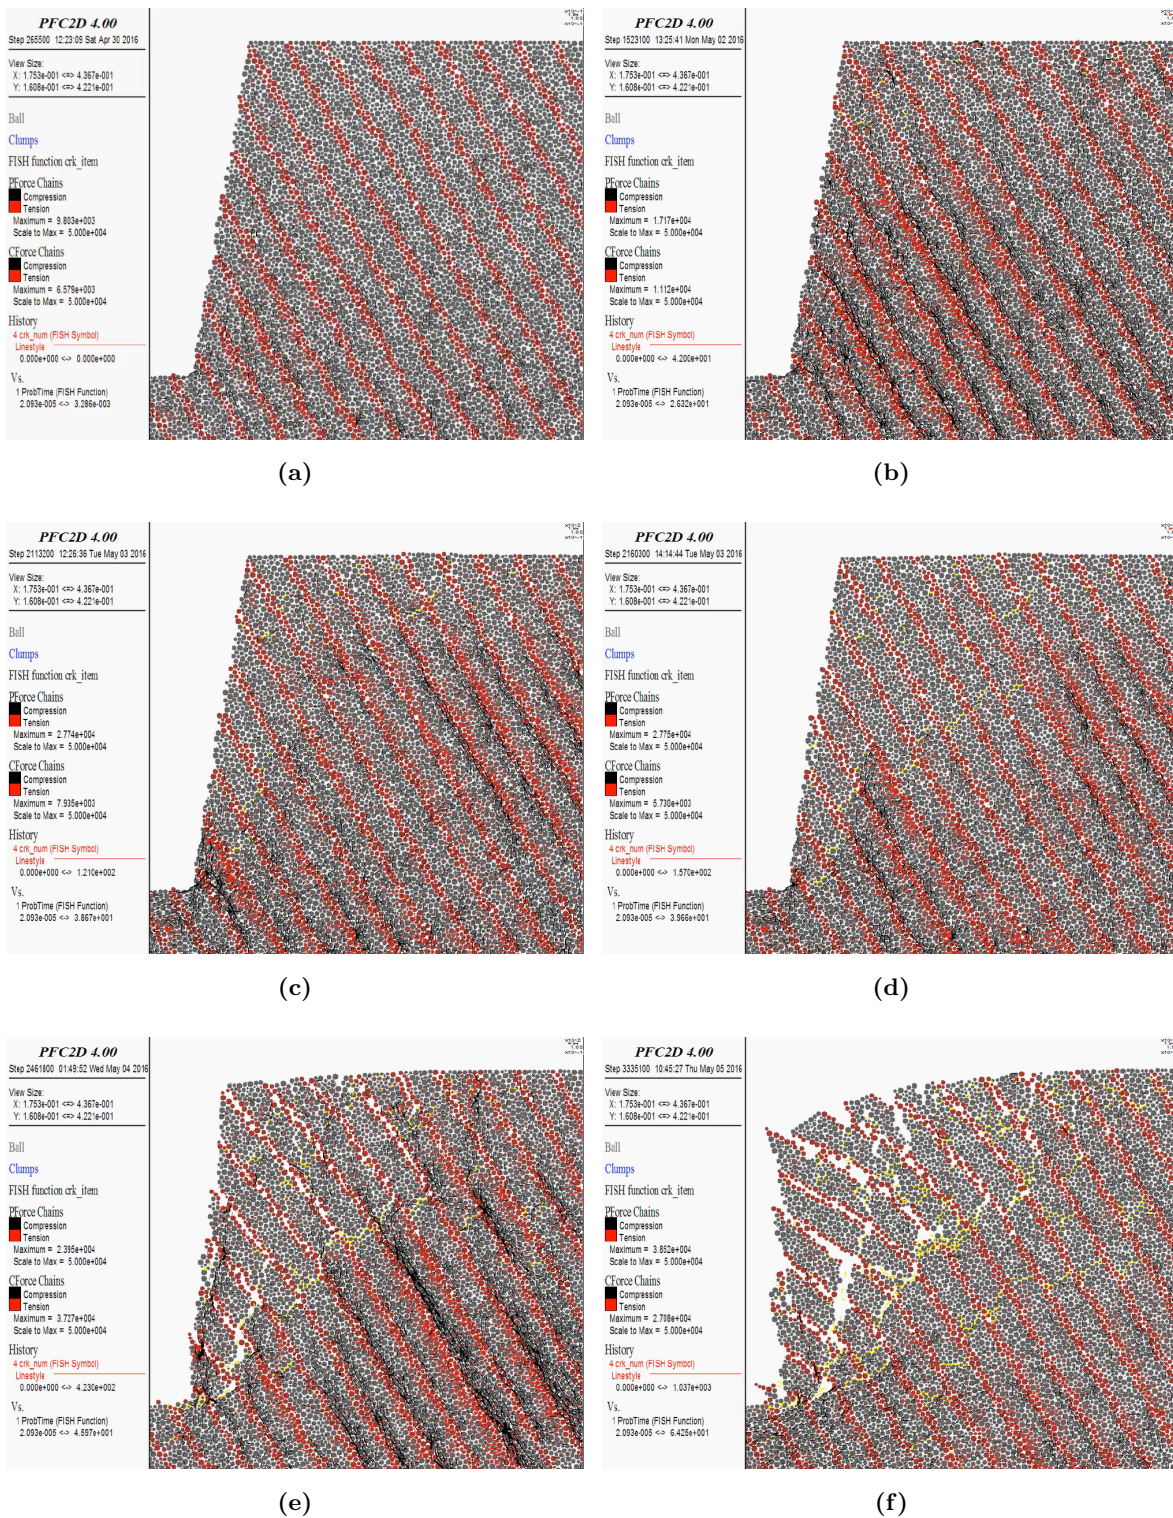 PFC2D 4.00
Step 265500 12:23:09 Sat Apr 30 2016
View Size:
X: 1.753e-001 <=> 4.367e-001
Y: 1.608e-001 <=> 4.221e-001
Ball
Clumps
FISH function crk_item
PForce Chains
Compression
Tension
Maximum = 9.803e+003
Scale to Max = 5.000e+004
CForce Chains
Compression
Tension
Maximum = 6.579e+003
Scale to Max = 5.000e+004
History
4 crk_num (FISH Symbol)
Linestyle
0.000e+000 <-> 0.000e+000
Vs.
1 ProbTime (FISH Function)
2.093e-005 <-> 3.286e-003
(a)
PFC2D 4.00
Step 1523100 13:25:41 Mon May 02 2016
View Size:
X: 1.753e-001 <=> 4.367e-001
Y: 1.608e-001 <=> 4.221e-001
Ball
Clumps
FISH function crk_item
PForce Chains
Compression
Tension
Maximum = 1.717e+004
Scale to Max = 5.000e+004
CForce Chains
Compression
Tension
Maximum = 1.112e+004
Scale to Max = 5.000e+004
History
4 crk_num (FISH Symbol)
Linestyle
0.000e+000 <-> 4.200e+001
Vs.
1 ProbTime (FISH Function)
2.093e-005 <-> 2.632e+001
(b)
PFC2D 4.00
Step 2113200 12:26:36 Tue May 03 2016
View Size:
X: 1.753e-001 <=> 4.367e-001
Y: 1.608e-001 <=> 4.221e-001
Ball
Clumps
FISH function crk_item
PForce Chains
Compression
Tension
Maximum = 2.774e+004
Scale to Max = 5.000e+004
CForce Chains
Compression
Tension
Maximum = 7.935e+003
Scale to Max = 5.000e+004
History
4 crk_num (FISH Symbol)
Linestyle
0.000e+000 <-> 1.210e+002
Vs.
1 ProbTime (FISH Function)
2.093e-005 <-> 3.867e+001
(c)
PFC2D 4.00
Step 2160300 14:14:44 Tue May 03 2016
View Size:
X: 1.753e-001 <=> 4.367e-001
Y: 1.608e-001 <=> 4.221e-001
Ball
Clumps
FISH function crk_item
PForce Chains
Compression
Tension
Maximum = 2.775e+004
Scale to Max = 5.000e+004
CForce Chains
Compression
Tension
Maximum = 5.730e+003
Scale to Max = 5.000e+004
History
4 crk_num (FISH Symbol)
Linestyle
0.000e+000 <-> 1.570e+002
Vs.
1 ProbTime (FISH Function)
2.093e-005 <-> 3.966e+001
(d)
PFC2D 4.00
Step 2461800 01:49:52 Wed May 04 2016
View Size:
X: 1.753e-001 <=> 4.367e-001
Y: 1.608e-001 <=> 4.221e-001
Ball
Clumps
FISH function crk_item
PForce Chains
Compression
Tension
Maximum = 2.395e+004
Scale to Max = 5.000e+004
CForce Chains
Compression
Tension
Maximum = 3.727e+004
Scale to Max = 5.000e+004
History
4 crk_num (FISH Symbol)
Linestyle
0.000e+000 <-> 4.230e+002
Vs.
1 ProbTime (FISH Function)
2.093e-005 <-> 4.597e+001
(e)
PFC2D 4.00
Step 3335100 10:45:27 Thu May 05 2016
View Size:
X: 1.753e-001 <=> 4.367e-001
Y: 1.608e-001 <=> 4.221e-001
Ball
Clumps
FISH function crk_item
PForce Chains
Compression
Tension
Maximum = 3.852e+004
Scale to Max = 5.000e+004
CForce Chains
Compression
Tension
Maximum = 2.708e+004
Scale to Max = 5.000e+004
History
4 crk_num (FISH Symbol)
Linestyle
0.000e+000 <-> 1.037e+003
Vs.
1 ProbTime (FISH Function)
2.093e-005 <-> 6.425e+001
(f)